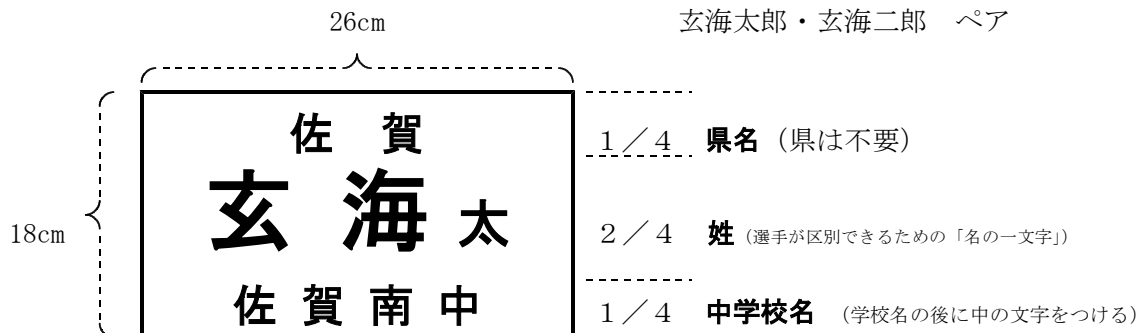 26cm 玄海太郎・玄海二郎 ペア
佐 賀 1/4 県名（県は不要）
18cm 玄 海 太 2/4 姓（選手が区別できるための「名の一文字」）
佐 賀 南 中 1/4 中学校名 （学校名の後に中の文字をつける）